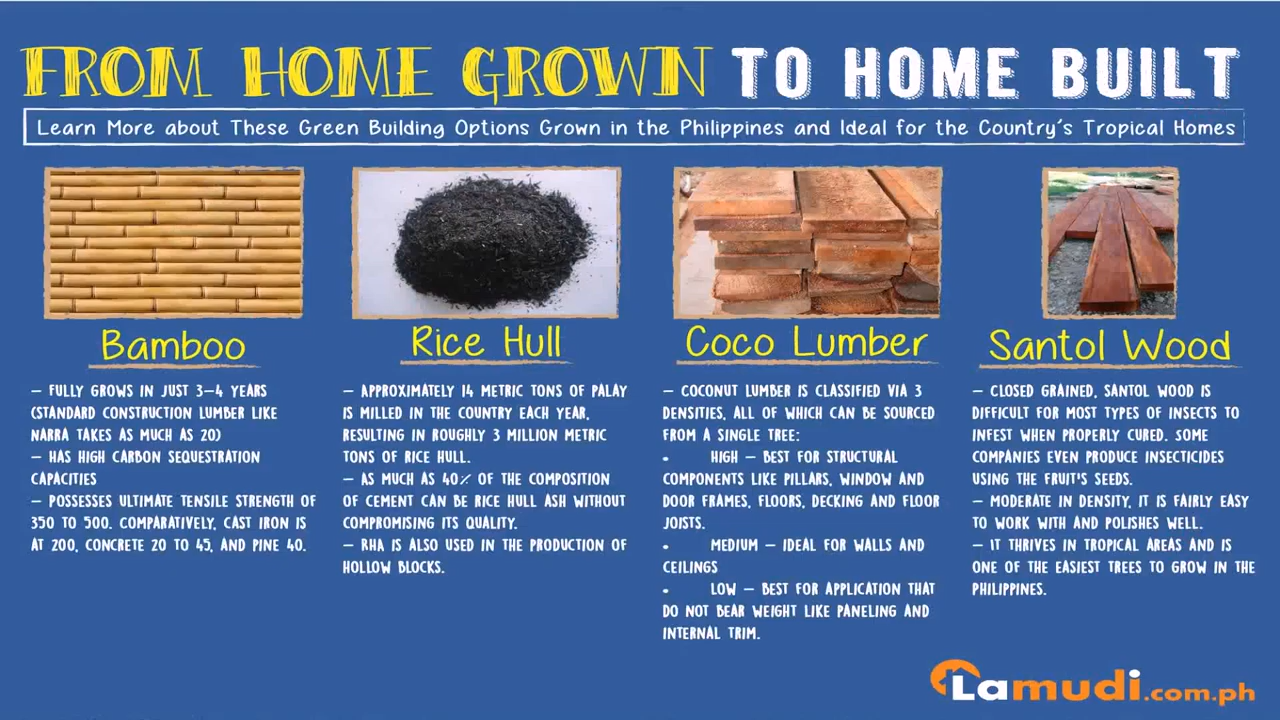 FROM HOME GROWN TO HOME BUILT
Learn More about These Green Building Options Grown in the Philippines and Ideal for the Country's Tropical Homes
Bamboo
– FULLY GROWS IN JUST 3–4 YEARS
(STANDARD CONSTRUCTION LUMBER LIKE
NARRA TAKES AS MUCH AS 20)
– HAS HIGH CARBON SEQUESTRATION
CAPACITIES
– POSSESSES ULTIMATE TENSILE STRENGTH OF
350 TO 500. COMPARATIVELY, CAST IRON IS
AT 200, CONCRETE 20 TO 45, AND PINE 40.
Rice Hull
– APPROXIMATELY 14 METRIC TONS OF PALAY
IS MILLED IN THE COUNTRY EACH YEAR,
RESULTING IN ROUGHLY 3 MILLION METRIC
TONS OF RICE HULL.
– AS MUCH AS 40% OF THE COMPOSITION
OF CEMENT CAN BE RICE HULL ASH WITHOUT
COMPROMISING ITS QUALITY.
– RHA IS ALSO USED IN THE PRODUCTION OF
HOLLOW BLOCKS.
Coco Lumber
– COCONUT LUMBER IS CLASSIFIED VIA 3
DENSITIES, ALL OF WHICH CAN BE SOURCED
FROM A SINGLE TREE:
• HIGH – BEST FOR STRUCTURAL
COMPONENTS LIKE PILLARS, WINDOW AND
DOOR FRAMES, FLOORS, DECKING AND FLOOR
JOISTS.
• MEDIUM – IDEAL FOR WALLS AND
CEILINGS
• LOW – BEST FOR APPLICATION THAT
DO NOT BEAR WEIGHT LIKE PANELING AND
INTERNAL TRIM.
Santol Wood
– CLOSED GRAINED, SANTOL WOOD IS
DIFFICULT FOR MOST TYPES OF INSECTS TO
INFEST WHEN PROPERLY CURED. SOME
COMPANIES EVEN PRODUCE INSECTICIDES
USING THE FRUIT'S SEEDS.
– MODERATE IN DENSITY, IT IS FAIRLY EASY
TO WORK WITH AND POLISHES WELL.
– IT THRIVES IN TROPICAL AREAS AND IS
ONE OF THE EASIEST TREES TO GROW IN THE
PHILIPPINES.
Lamudi.com.ph